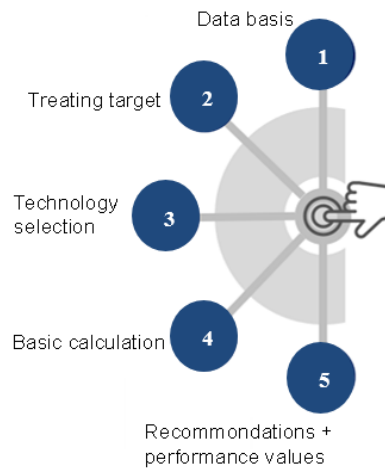 Data basis
1
2
Treating target
3
Technology
selection
4
Basic calculation
5
Recommondations +
performance values